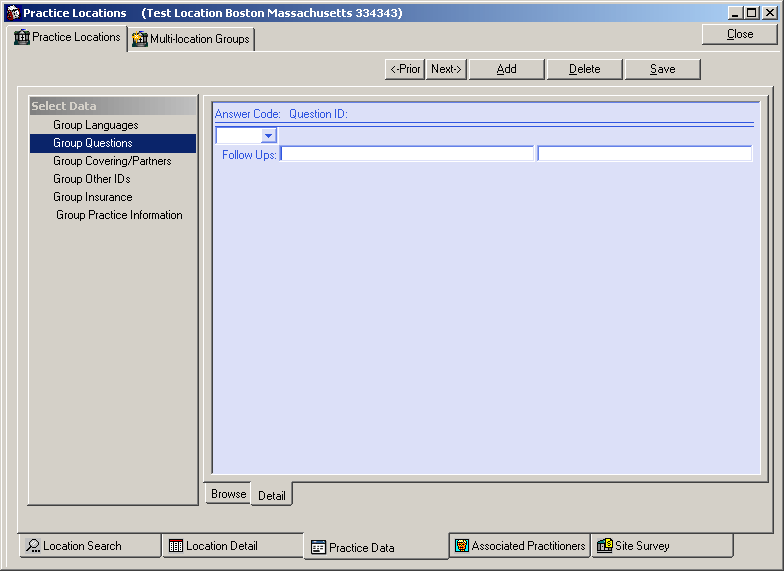 Practice Locations (Test Location Boston Massachusetts 334343)
Practice Locations Multi-location Groups Close
<-Prior Next-> Add Delete Save
Select Data
Group Languages
Group Questions
Group Covering/Partners
Group Other IDs
Group Insurance
Group Practice Information
Answer Code: Question ID:
Follow Ups:
Browse Detail
Location Search Location Detail Practice Data Associated Practitioners Site Survey